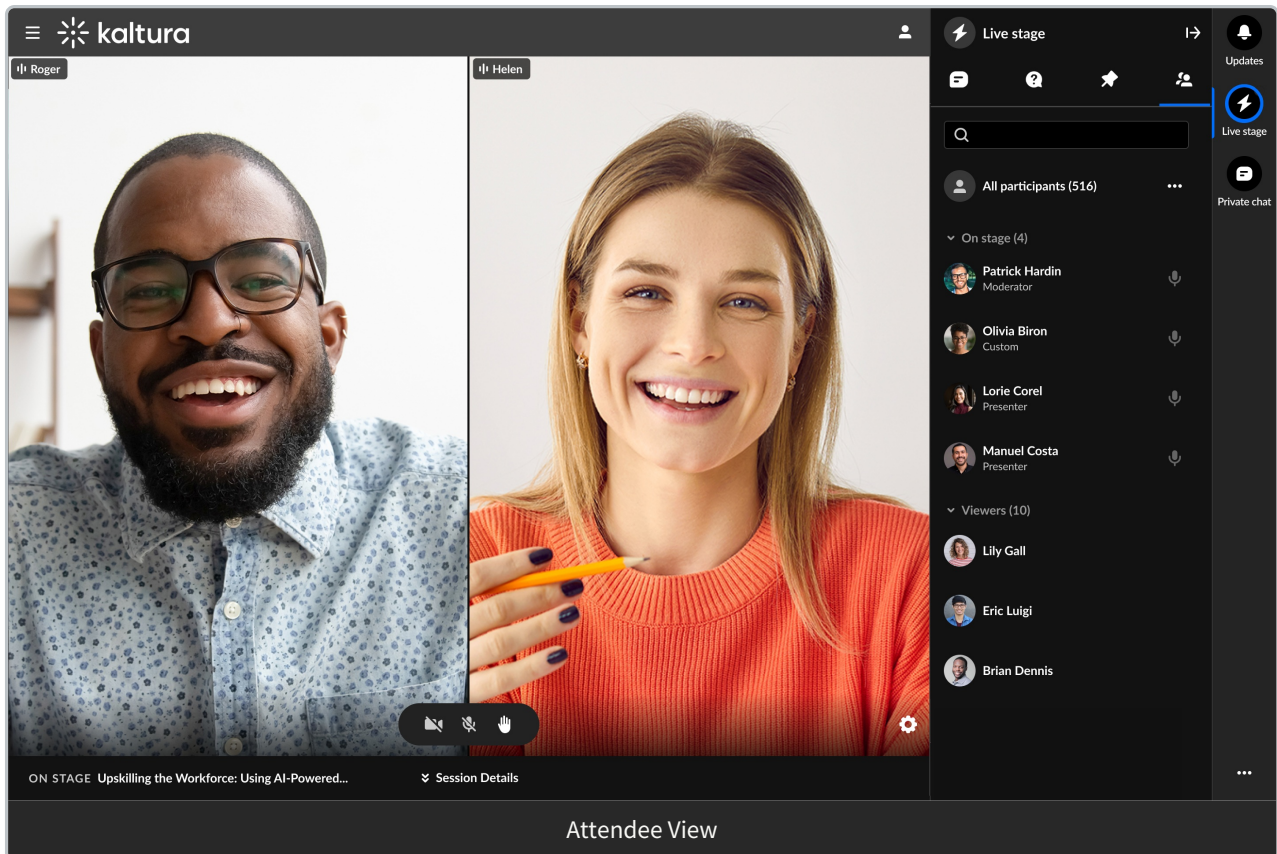 kaltura
Roger
Helen
ON STAGE Upskilling the Workforce: Using AI-Powered...
Session Details
Live stage
All participants (516)
On stage (4)
Patrick Hardin
Moderator
Olivia Biron
Custom
Lorie Corel
Presenter
Manuel Costa
Presenter
Viewers (10)
Lily Gall
Eric Luigi
Brian Dennis
Updates
Live stage
Private chat
Attendee View